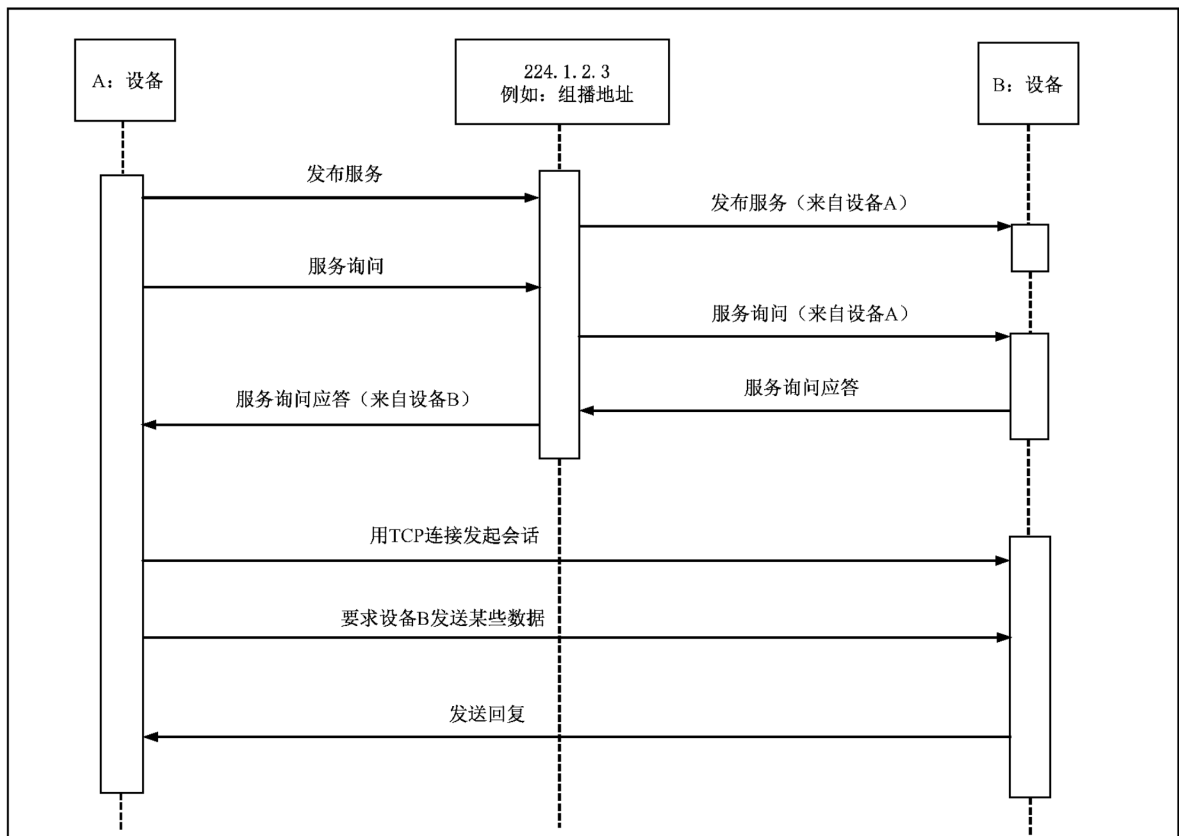 A：设备
224.1.2.3
例如：组播地址
B：设备
发布服务
发布服务（来自设备A）
服务询问
服务询问（来自设备A）
服务询问应答
服务询问应答（来自设备B）
用TCP连接发起会话
要求设备B发送某些数据
发送回复